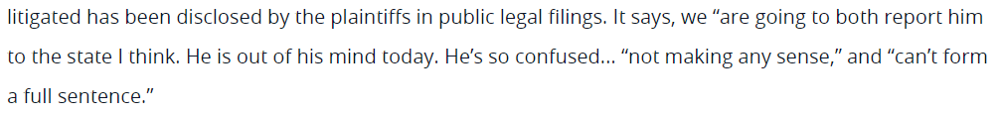 litigated has been disclosed by the plaintiffs in public legal filings. It says, we “are going to both report him
to the state I think. He is out of his mind today. He’s so confused... “not making any sense,” and “can’t form
a full sentence.”